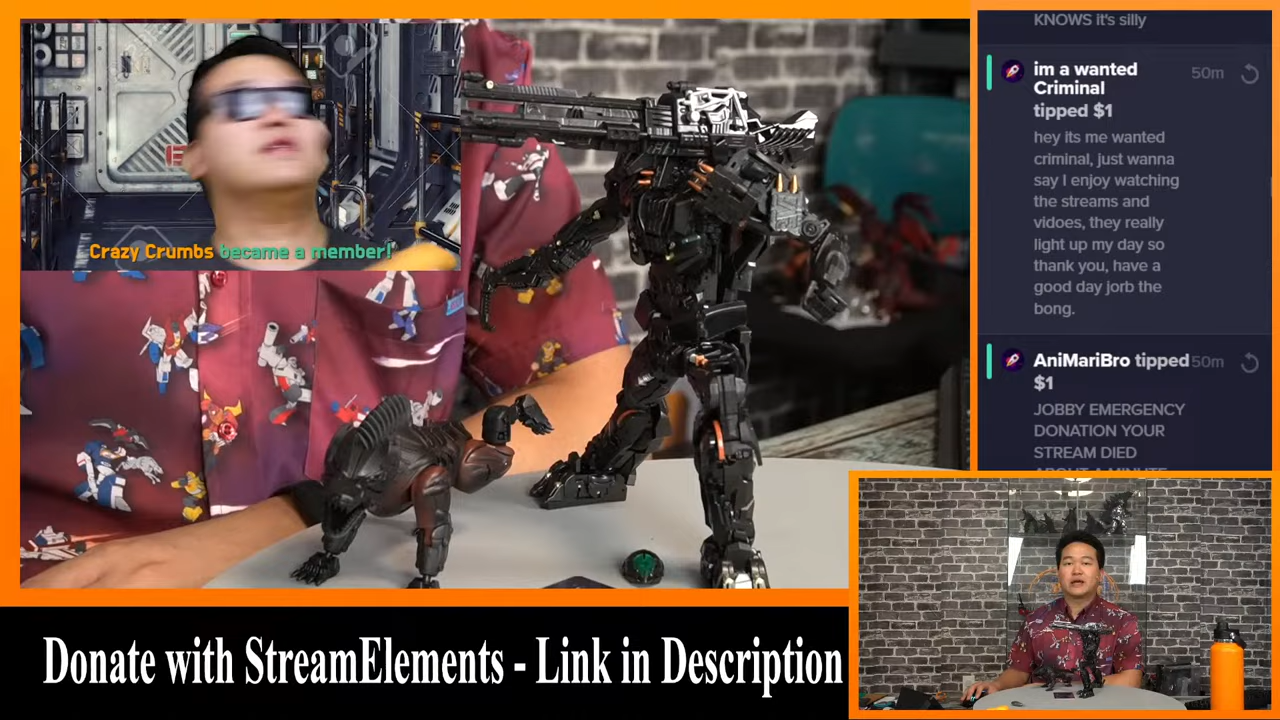 KNOWS it's silly
im a wanted
Criminal
tipped $1
50m
hey its me wanted
criminal, just wanna
say I enjoy watching
the streams and
vidoes, they really
light up my day so
thank you, have a
good day jorb the
bong.
AniMariBro tipped
50m
$1
JOBBY EMERGENCY
DONATION YOUR
STREAM DIED
ABOUT A MINUTE
Crazy Crumbs became a member!
Donate with StreamElements - Link in Description